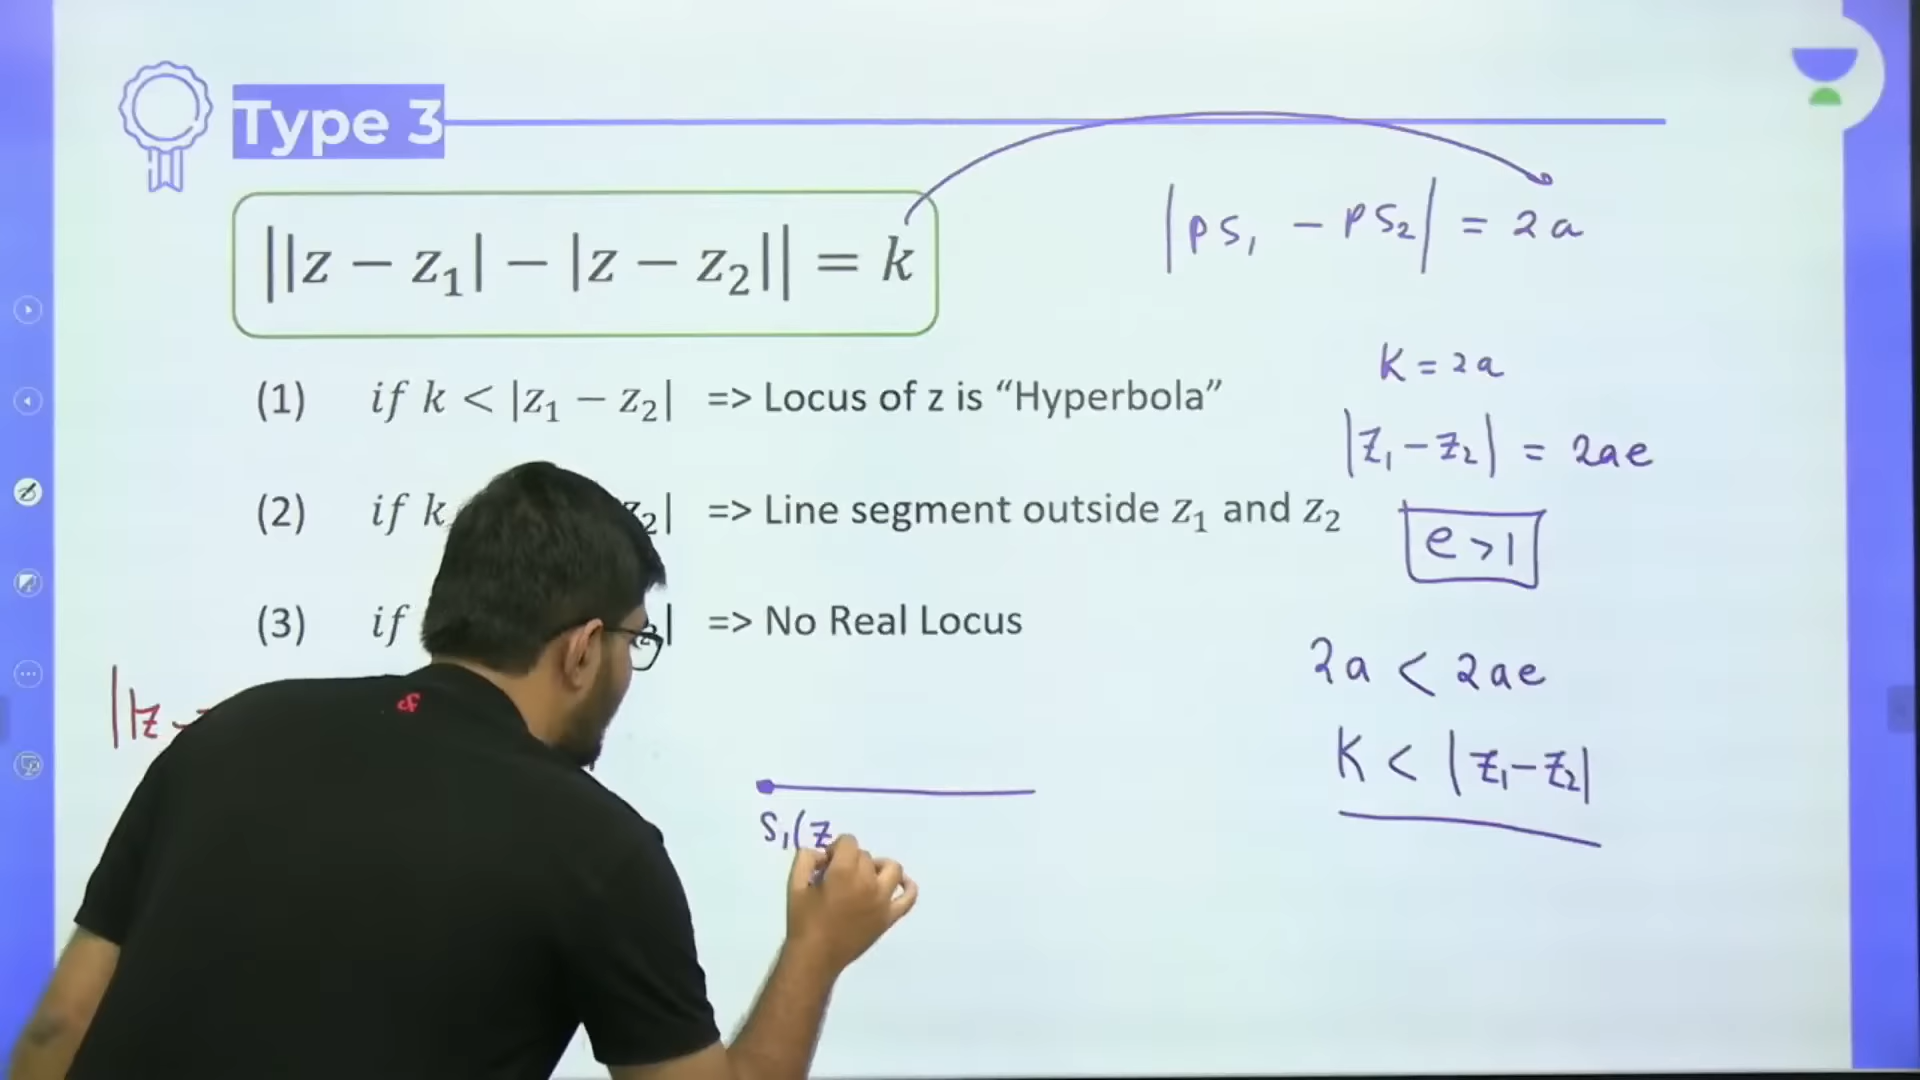 Type 3
||z − z₁| − |z − z₂|| = k
|PS₁ − PS₂| = 2a
(1) if k < |z₁ − z₂| => Locus of z is “Hyperbola”
(2) if k z₂| => Line segment outside z₁ and z₂
(3) if | => No Real Locus
K = 2a
|z₁ − z₂| = 2ae
e > 1
2a < 2ae
K < |z₁ − z₂|
||z −
S₁(z